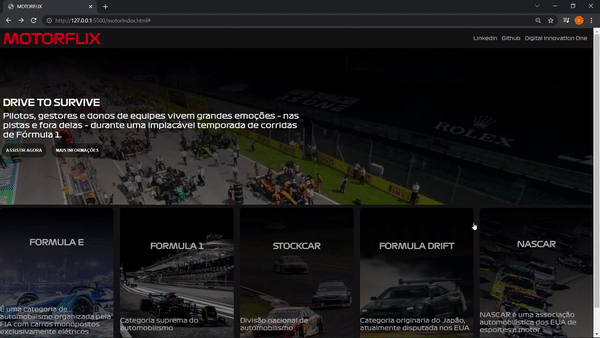 MOTORFLIX
http://127.0.0.1:5500/motorIndex.html#
MOTORFLIX
Linkedin Github Digital Innovation One
ROLEX
DRIVE TO SURVIVE
Pilotos, gestores e donos de equipes vivem grandes emoções - nas
pistas e fora delas - durante uma implacável temporada de corridas
de Fórmula 1.
ASSISTIR AGORA MAIS INFORMAÇÕES
FORMULA E
É uma categoria de
automobilismo organizada pela
FIA com carros monopostos
exclusivamente elétricos
FORMULA 1
Categoria suprema do
automobilismo
STOCKCAR
Divisão nacional de
automobilismo
FORMULA DRIFT
Categoria originaria do Japão,
atualmente disputada nos EUA
NASCAR
NASCAR é uma associação
automobilística dos EUA de
esportes a motor